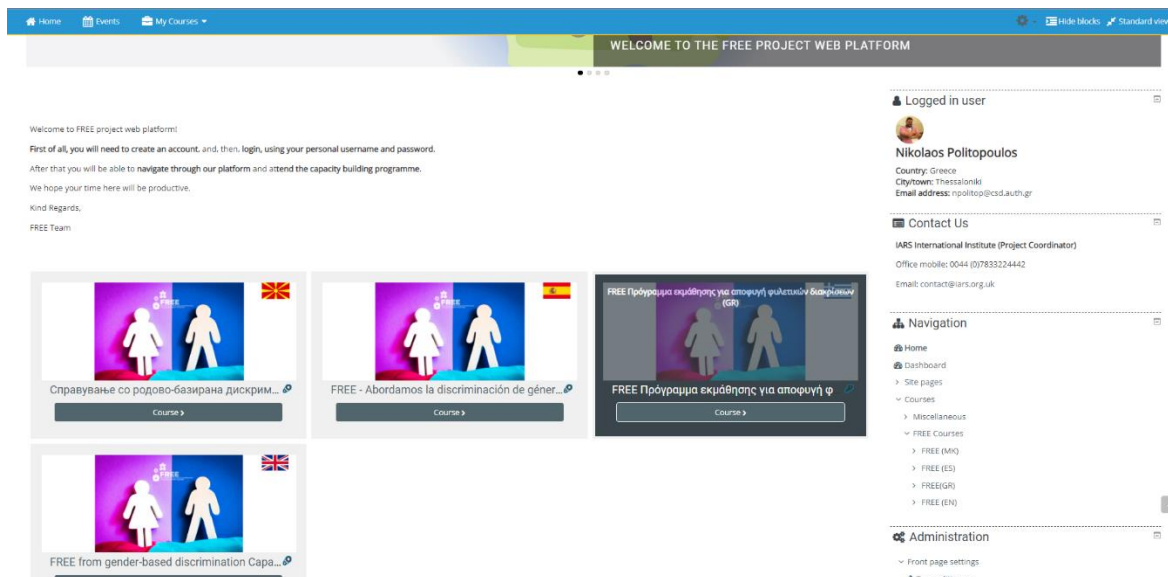 Home Events My Courses Hide blocks Standard view
WELCOME TO THE FREE PROJECT WEB PLATFORM
Welcome to FREE project web platform!
First of all, you will need to create an account, and, then, login, using your personal username and password.
After that you will be able to navigate through our platform and attend the capacity building programme.
We hope your time here will be productive.
Kind Regards,
FREE Team
FREE
Справување со родово-базирана дискрим...
Course
FREE
FREE - Abordamos la discriminación de géner...
Course
FREE Πρόγραμμα εκμάθησης για αποφυγή φυλετικών διακρίσεων
(GR)
FREE Πρόγραμμα εκμάθησης για αποφυγή φ
Course
FREE
FREE from gender-based discrimination Capa...
Logged in user
Nikolaos Politopoulos
Country: Greece
City/town: Thessaloniki
Email address: npolitop@csd.auth.gr
Contact Us
IARS International Institute (Project Coordinator)
Office mobile: 0044 (0)7833224442
Email: contact@iars.org.uk
Navigation
Home
Dashboard
Site pages
Courses
Miscellaneous
FREE Courses
FREE (MK)
FREE (ES)
FREE(GR)
FREE (EN)
Administration
Front page settings